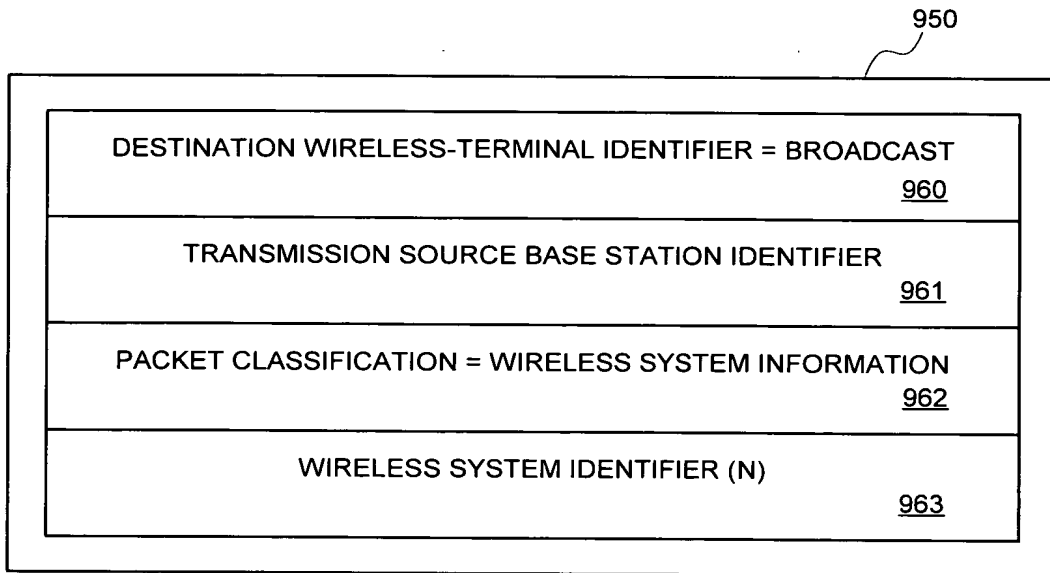 950
DESTINATION WIRELESS-TERMINAL IDENTIFIER = BROADCAST
960
TRANSMISSION SOURCE BASE STATION IDENTIFIER
961
PACKET CLASSIFICATION = WIRELESS SYSTEM INFORMATION
962
WIRELESS SYSTEM IDENTIFIER (N)
963